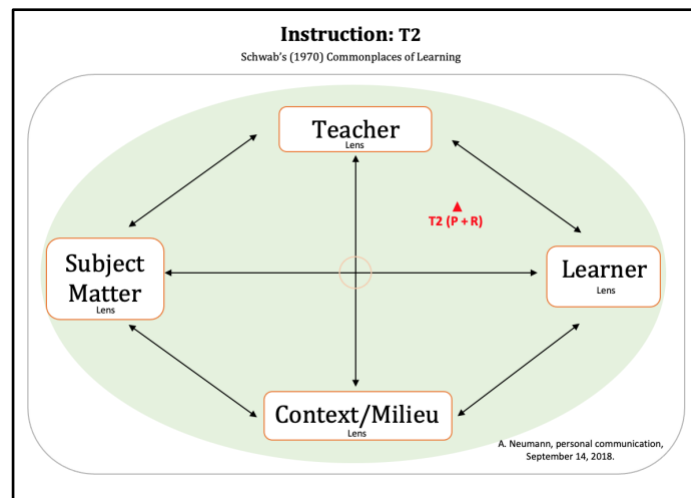 Instruction: T2
Schwab's (1970) Commonplaces of Learning
Teacher
Lens
T2 (P + R)
Subject
Matter
Lens
Learner
Lens
Context/Milieu
Lens
A. Neumann, personal communication,
September 14, 2018.